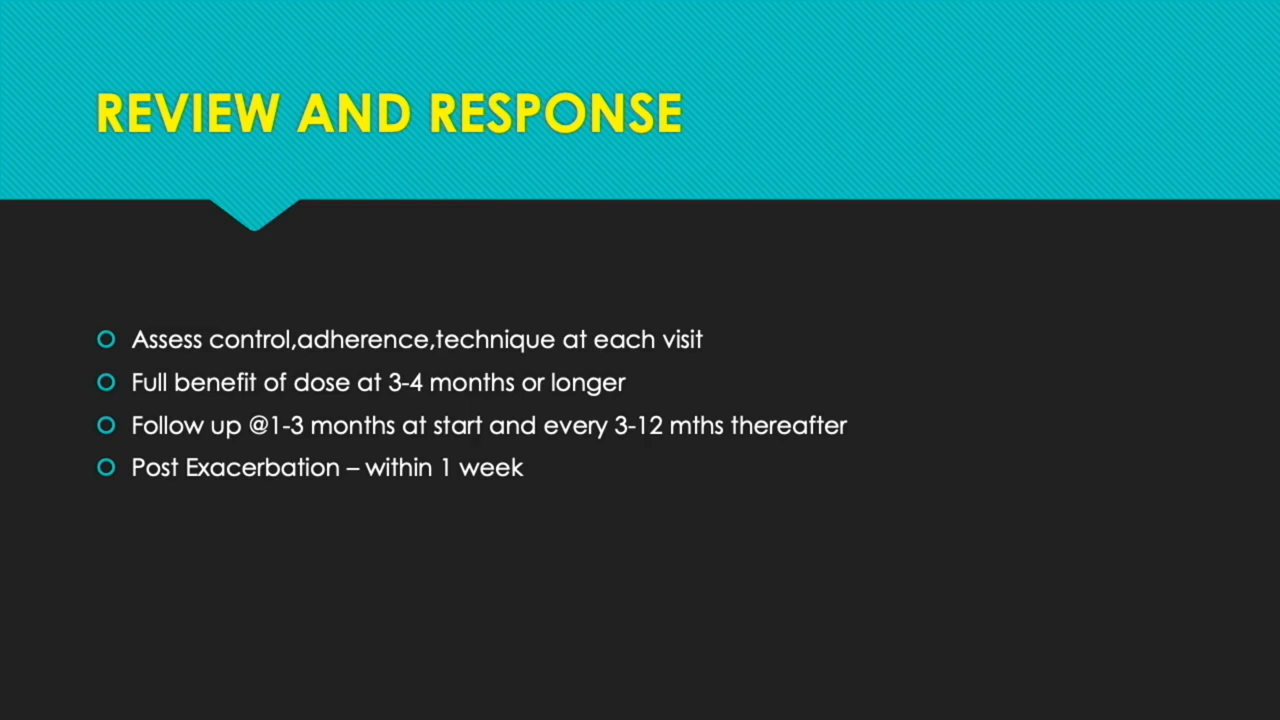 REVIEW AND RESPONSE
Assess control,adherence,technique at each visit
Full benefit of dose at 3-4 months or longer
Follow up @1-3 months at start and every 3-12 mths thereafter
Post Exacerbation – within 1 week